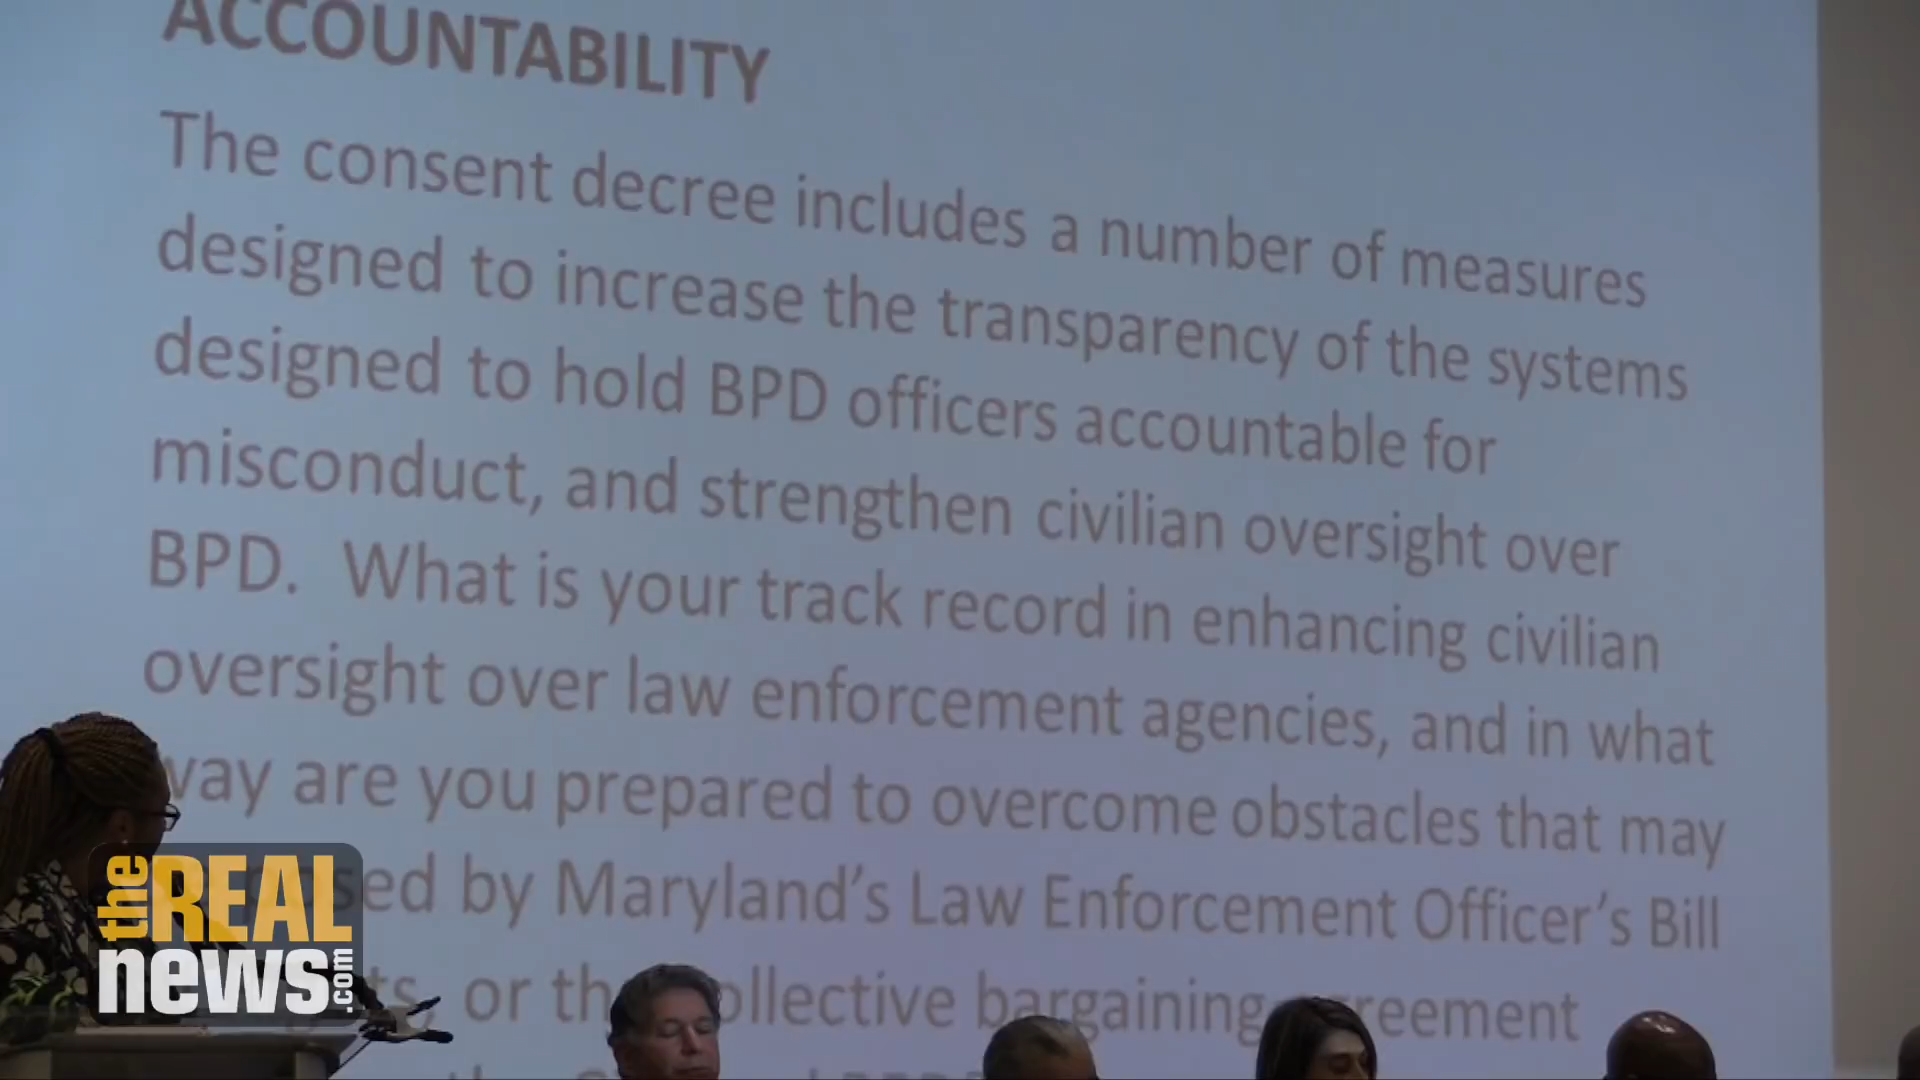 ACCOUNTABILITY
The consent decree includes a number of measures
designed to increase the transparency of the systems
designed to hold BPD officers accountable for
misconduct, and strengthen civilian oversight over
BPD. What is your track record in enhancing civilian
oversight over law enforcement agencies, and in what
way are you prepared to overcome obstacles that may
by Maryland's Law Enforcement Officer's Bill
or the collective bargaining agreement
the REAL
news.com